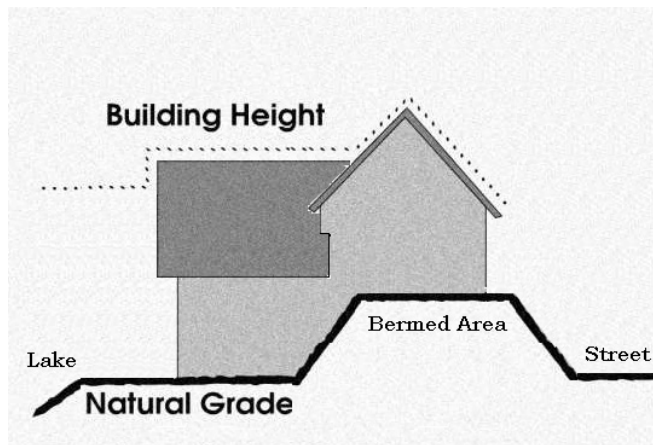 Building Height
Bermed Area
Lake
Street
Natural Grade